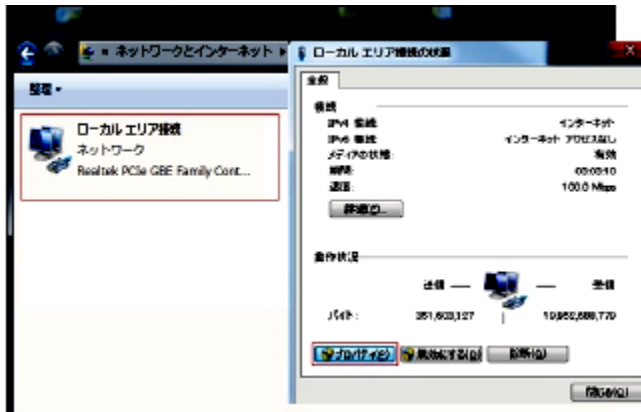 ネットワークとインターネット
整理
ローカル エリア接続
ネットワーク
Realtek PCIe GBE Family Cont...
ローカル エリア接続の状態
全般
接続
IPv4 接続: インターネット
IPv6 接続: インターネット アクセスなし
メディアの状態: 有効
期間:
速度: 100.0 Mbps
詳細(E)...
動作状況
送信 — — 受信
バイト:
プロパティ(P) 無効にする(D) 診断(G)
閉じる(C)